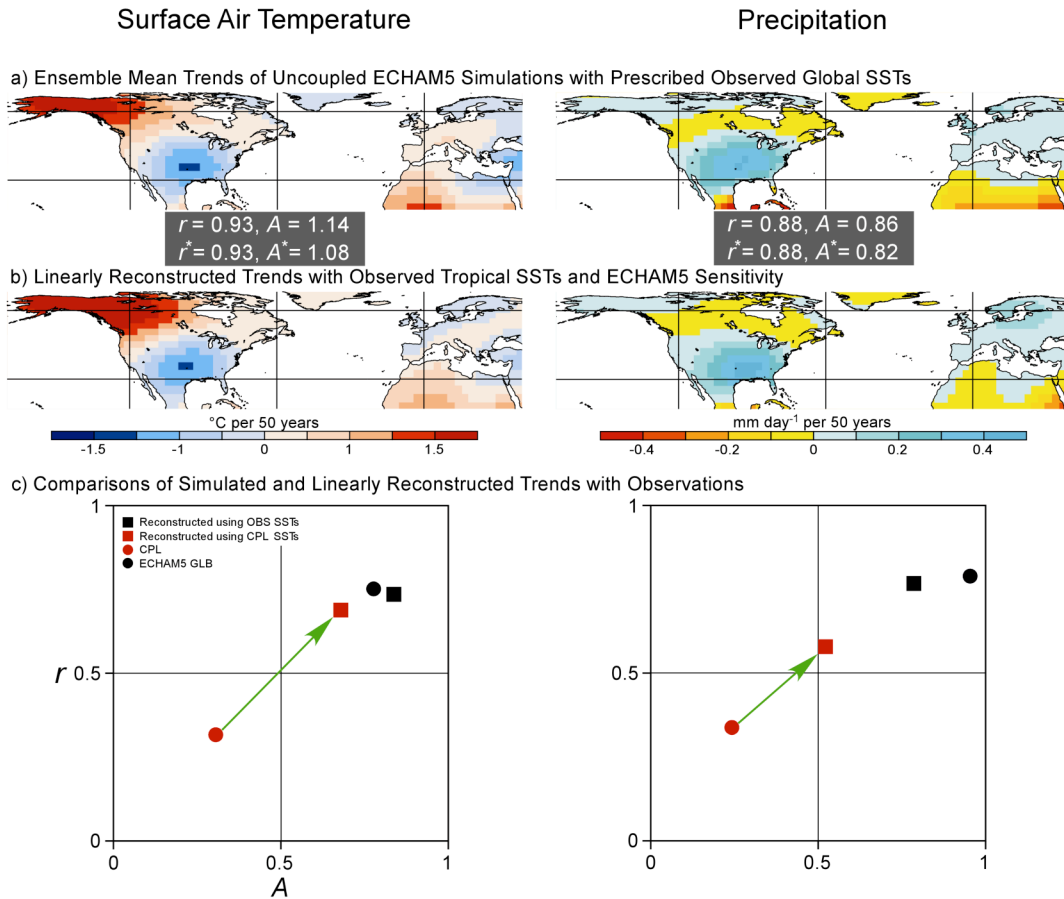 Surface Air Temperature
Precipitation
a) Ensemble Mean Trends of Uncoupled ECHAM5 Simulations with Prescribed Observed Global SSTs
r = 0.93, A = 1.14
r* = 0.93, A* = 1.08
r = 0.88, A = 0.86
r* = 0.88, A* = 0.82
b) Linearly Reconstructed Trends with Observed Tropical SSTs and ECHAM5 Sensitivity
°C per 50 years
-1.5 -1 0 1 1.5
mm day⁻¹ per 50 years
-0.4 -0.2 0 0.2 0.4
c) Comparisons of Simulated and Linearly Reconstructed Trends with Observations
1
Reconstructed using OBS SSTs
Reconstructed using CPL SSTs
CPL
ECHAM5 GLB
r 0.5
0
0 0.5 1
A
1
0.5
0
0 0.5 1